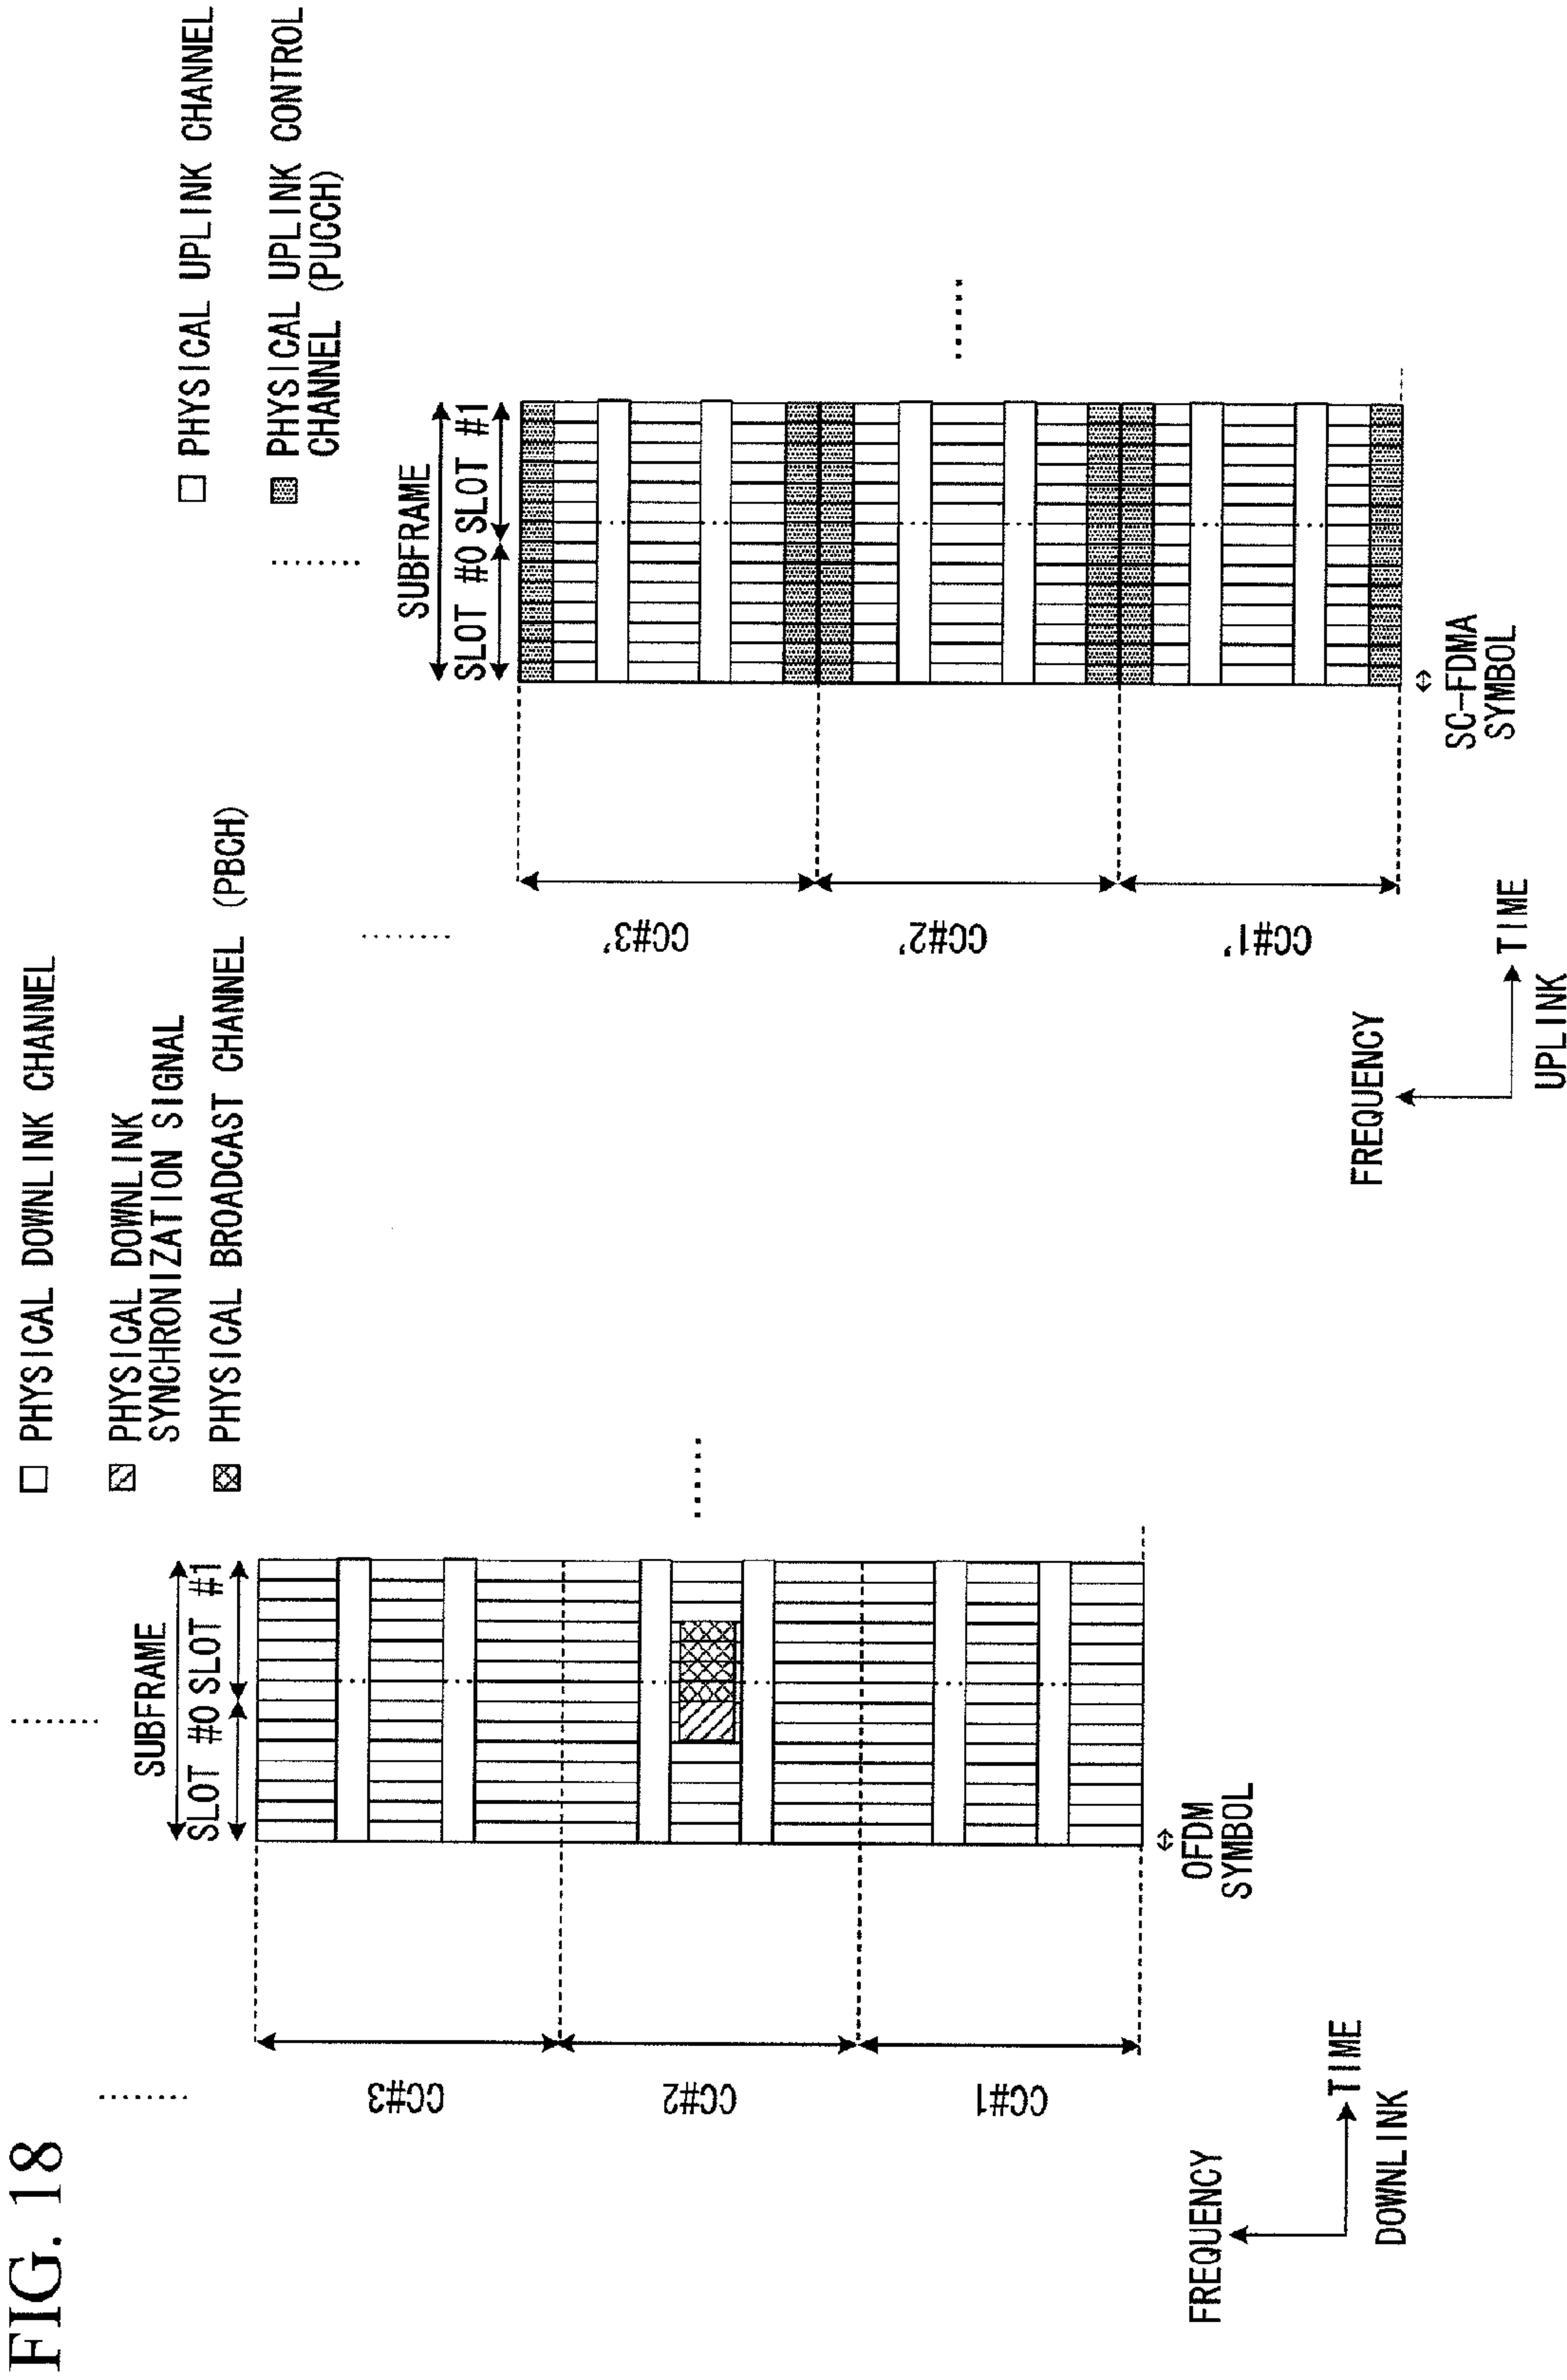 FIG. 18
PHYSICAL DOWNLINK CHANNEL
PHYSICAL DOWNLINK
SYNCHRONIZATION SIGNAL
PHYSICAL BROADCAST CHANNEL (PBCH)
SUBFRAME
SLOT #0 SLOT #1
CC#3
CC#2
CC#1
OFDM
SYMBOL
FREQUENCY
TIME
DOWNLINK
PHYSICAL UPLINK CHANNEL
PHYSICAL UPLINK CONTROL
CHANNEL (PUCCH)
SUBFRAME
SLOT #0 SLOT #1
CC#3'
CC#2'
CC#1'
SC-FDMA
SYMBOL
FREQUENCY
TIME
UPLINK